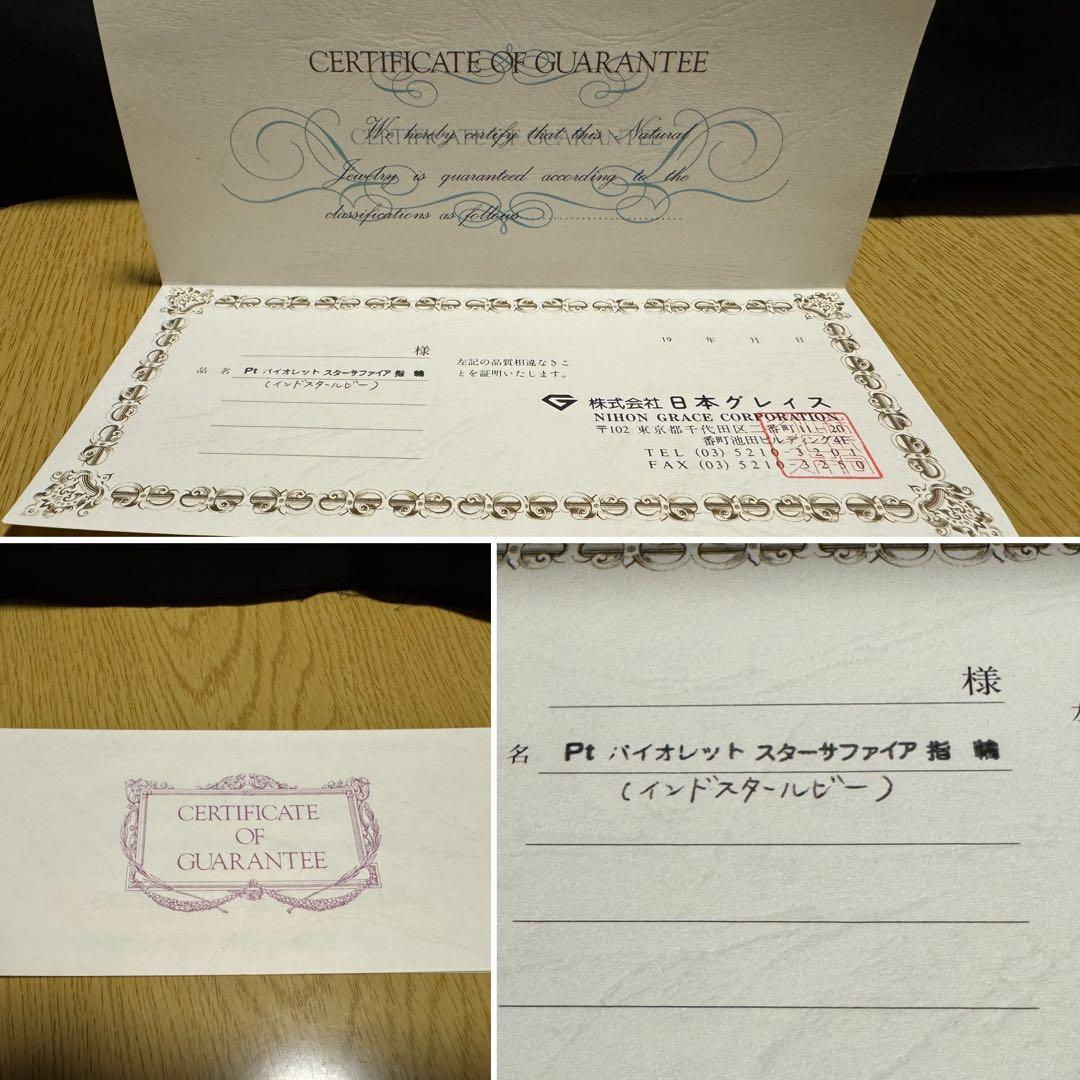 CERTIFICATE OF GUARANTEE
CERTIFICATE OF GUARANTEE
We hereby certify that this Natural
Jewelry is quaranteed according to the
classifications as follows
様
品 名 Pt バイオレット スターサファイア 指 輪
(インドスタールビー)
左記の品質相違なきこ
とを証明いたします。
19 年 月 日
G 株式会社 日本グレイス
NIHON GRACE CORPORATION.
〒102 東京都千代田区二番町11-20
番町池田ビルディング4F
TEL (03) 5210-3201
FAX (03) 5210-3250
CERTIFICATE
OF
GUARANTEE
様
名 Pt バイオレット スターサファイア 指 輪
(インドスタールビー)